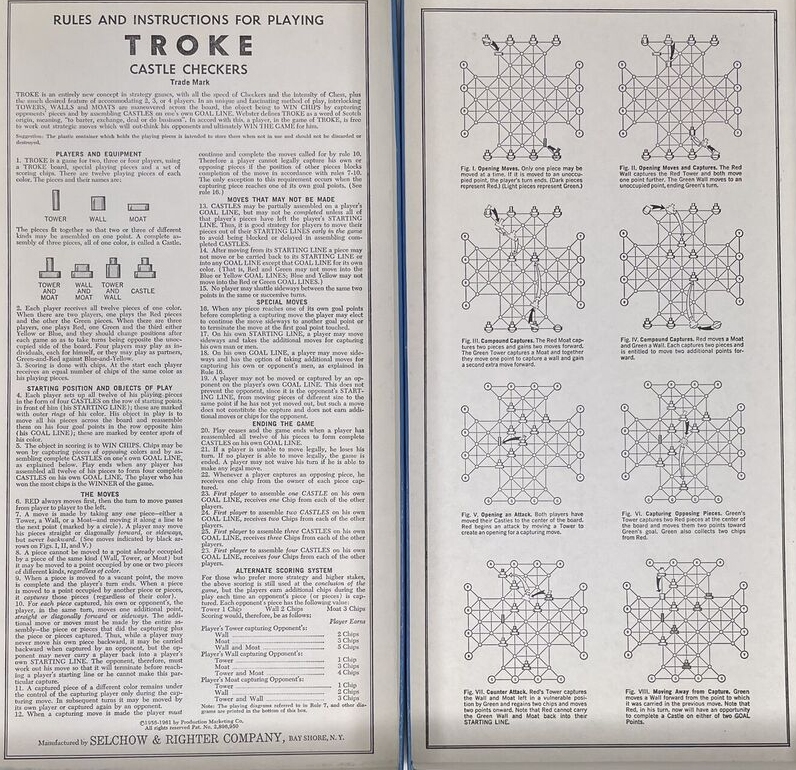 RULES AND INSTRUCTIONS FOR PLAYING
TROKE
CASTLE CHECKERS
Trade Mark
TROKE is an entirely new concept in strategy games, with all the speed of Checkers and the intensity of Chess, plus
the much desired feature of accommodating 2, 3, or 4 players. In an unique and fascinating method of play, interlocking
TOWERS, WALLS and MOATS are maneuvered across the board, the object being to WIN CHIPS by capturing
opponents' pieces and by assembling CASTLES on one's own GOAL LINE. Webster defines TROKE as a word of Scotch
origin, meaning, "to barter, exchange, deal or do business". In accord with this, a player, in the game of TROKE, is free
to work out strategic moves which will out-think his opponents and ultimately WIN THE GAME for him.
Suggestion: The plastic container which holds the playing pieces is intended to store these when not in use and should not be discarded or
destroyed.
PLAYERS AND EQUIPMENT
1. TROKE is a game for two, three or four players, using
a TROKE board, special playing pieces and a set of
scoring chips. There are twelve playing pieces of each
color. The pieces and their names are:
TOWER WALL MOAT
The pieces fit together so that two or three of different
kinds may be assembled on one point. A complete as-
sembly of three pieces, all of one color, is called a Castle.
TOWER AND MOAT
WALL AND MOAT
TOWER AND WALL
CASTLE
2. Each player receives all twelve pieces of one color.
When there are two players, one plays the Red pieces
and the other the Green pieces. When there are three
players, one plays Red, one Green and the third either
Yellow or Blue, and they should change positions after
each game so as to take turns being opposite the unoc-
cupied side of the board. Four players may play as in-
dividuals, each for himself, or they may play as partners,
Green-and-Red against Blue-and-Yellow.
3. Scoring is done with chips. At the start each player
receives an equal number of chips of the same color as
his playing pieces.
STARTING POSITION AND OBJECTS OF PLAY
4. Each player sets up all twelve of his playing-pieces
in the form of four CASTLES on the row of starting points
in front of him (his STARTING LINE); these are marked
with outer rings of his color. His object in play is to
move all his pieces across the board and reassemble
them on his four goal points in the row opposite him
(his GOAL LINE); these are marked by center spots of
his color.
5. The object in scoring is to WIN CHIPS. Chips may be
won by capturing pieces of opposing colors and by as-
sembling complete CASTLES on one's own GOAL LINE,
as explained below. Play ends when any player has
assembled all twelve of his pieces to form four complete
CASTLES on his own GOAL LINE. The player who has
won the most chips is the WINNER of the game.
THE MOVES
6. RED always moves first, then the turn to move passes
from player to player to the left.
7. A move is made by taking any one piece—either a
Tower, a Wall, or a Moat—and moving it along a line to
the next point (marked by a circle). A player may move
his pieces straight or diagonally forward, or sideways,
but never backward. (See moves indicated by black ar-
rows on Figs. I, II, and V.)
8. A piece cannot be moved to a point already occupied
by a piece of the same kind (Wall, Tower, or Moat) but
it may be moved to a point occupied by one or two pieces
of different kinds, regardless of color.
9. When a piece is moved to a vacant point, the move
is complete and the player's turn ends. When a piece
is moved to a point occupied by another piece or pieces,
it captures those pieces (regardless of their color).
10. For each piece captured, his own or opponent's, the
player, in the same turn, moves one additional point,
straight or diagonally forward or sideways. The addi-
tional move or moves must be made by the entire as-
sembly—the piece or pieces that did the capturing plus
the piece or pieces captured. Thus, while a player may
never move his own piece backward, it may be carried
backward when captured by an opponent, but the op-
ponent may never carry a player back into a player's
own STARTING LINE. The opponent, therefore, must
work out his move so that it will terminate before reach-
ing a player's starting line or he cannot make this par-
ticular capture.
11. A captured piece of a different color remains under
the control of the capturing player only during the cap-
turing move. In subsequent turns it may be moved by
its own player or captured again by an opponent.
12. When a capturing move is made the player must
continue and complete the moves called for by rule 10.
Therefore a player cannot legally capture his own or
opposing pieces if the position of other pieces blocks
completion of the move in accordance with rules 7-10.
The only exception to this requirement occurs when the
capturing piece reaches one of its own goal points. (See
rule 16.)
MOVES THAT MAY NOT BE MADE
13. CASTLES may be partially assembled on a player's
GOAL LINE, but may not be completed unless all of
that player's pieces have left the player's STARTING
LINE. Thus, it is good strategy for players to move their
pieces out of their STARTING LINES early in the game
to avoid being blocked or delayed in assembling com-
pleted CASTLES.
14. After moving from its STARTING LINE a piece may
not move or be carried back to its STARTING LINE or
into any GOAL LINE except that GOAL LINE for its own
color. (That is, Red and Green may not move into the
Blue or Yellow GOAL LINES; Blue and Yellow may not
move into the Red or Green GOAL LINES.)
15. No player may shuttle sideways between the same two
points in the same or successive turns.
SPECIAL MOVES
16. When any piece reaches one of its own goal points
before completing a capturing move the player may elect
to continue the move sideways to another goal point or
to terminate the move at the first goal point touched.
17. On his own STARTING LINE, a player may move
sideways and takes the additional moves for capturing
his own men or men.
18. On his own GOAL LINE, a player may move side-
ways and has the option of taking additional moves for
capturing his own or opponent's men, as explained in
Rule 16.
19. A player may not be moved or captured by an op-
ponent on the player's own GOAL LINE. This does not
prevent the opponent, since it is the opponent's START-
ING LINE, from moving pieces of different size to the
same point if he has not yet moved out, but such a move
does not constitute the capture and does not earn addi-
tional moves or chips for the opponent.
ENDING THE GAME
20. Play ceases and the game ends when a player has
reassembled all twelve of his pieces to form complete
CASTLES on his own GOAL LINE.
21. If a player is unable to move legally, he loses his
turn. If no player is able to move legally, the game is
ended. A player may not waive his turn if he is able to
make any legal move.
22. Whenever a player captures an opposing piece, he
receives one chip from the owner of each piece cap-
tured.
23. First player to assemble one CASTLE on his own
GOAL LINE, receives one Chip from each of the other
players.
24. First player to assemble two CASTLES on his own
GOAL LINE, receives two Chips from each of the other
players.
25. First player to assemble three CASTLES on his own
GOAL LINE, receives three Chips from each of the other
players.
25. First player to assemble four CASTLES on his own
GOAL LINE, receives four Chips from each of the other
players.
ALTERNATE SCORING SYSTEM
For those who prefer more strategy and higher stakes,
the above scoring is still used at the conclusion of the
game, but the players earn additional chips during the
play each time an opponent's piece (or pieces) is cap-
tured. Each opponent's piece has the following value:
Tower 1 Chip Wall 2 Chips Moat 3 Chips
Scoring would, therefore, be as follows:
Player Earns
Player's Tower capturing Opponent's:
Wall 2 Chips
Moat 3 Chips
Wall and Moat 5 Chips
Player's Wall capturing Opponent's:
Tower 1 Chip
Moat 3 Chips
Tower and Moat 4 Chips
Player's Moat capturing Opponent's:
Tower 1 Chip
Wall 2 Chips
Tower and Wall 3 Chips
Note: The playing diagrams referred to in Rule 7, and other dia-
grams are printed in the bottom of this box.
©1955-1961 by Production Marketing Co.
All rights reserved Pat. No. 2,896,950
Manufactured by SELCHOW & RIGHTER COMPANY, BAY SHORE, N. Y.
Fig. I. Opening Moves. Only one piece may be
moved at a time. If it is moved to an unoccu-
pied point, the player's turn ends. (Dark pieces
represent Red.) (Light pieces represent Green.)
Fig. II. Opening Moves and Captures. The Red
Wall captures the Red Tower and both move
one point further. The Green Wall moves to an
unoccupied point, ending Green's turn.
Fig. III. Compound Captures. The Red Moat cap-
tures two pieces and gains two moves forward.
The Green Tower captures a Moat and together
they move one point to capture a wall and gain
a second extra move forward.
Fig. IV. Compound Captures. Red moves a Moat
and Green a Wall. Each captures two pieces and
is entitled to move two additional points for-
ward.
Fig. V. Opening an Attack. Both players have
moved their Castles to the center of the board.
Red begins an attack by moving a Tower to
create an opening for a capturing move.
Fig. VI. Capturing Opposing Pieces. Green's
Tower captures two Red pieces at the center of
the board and moves them two points toward
Green's goal. Green also collects two chips
from Red.
Fig. VII. Counter Attack. Red's Tower captures
the Wall and Moat left in a vulnerable posi-
tion by Green and regains two chips and moves
two points onward. Note that Red cannot carry
the Green Wall and Moat back into their
STARTING LINE.
Fig. VIII. Moving Away from Capture. Green
moves a Wall forward from the point to which
it was carried in the previous move. Note that
Red, in his turn, now will have an opportunity
to complete a Castle on either of two GOAL
Points.